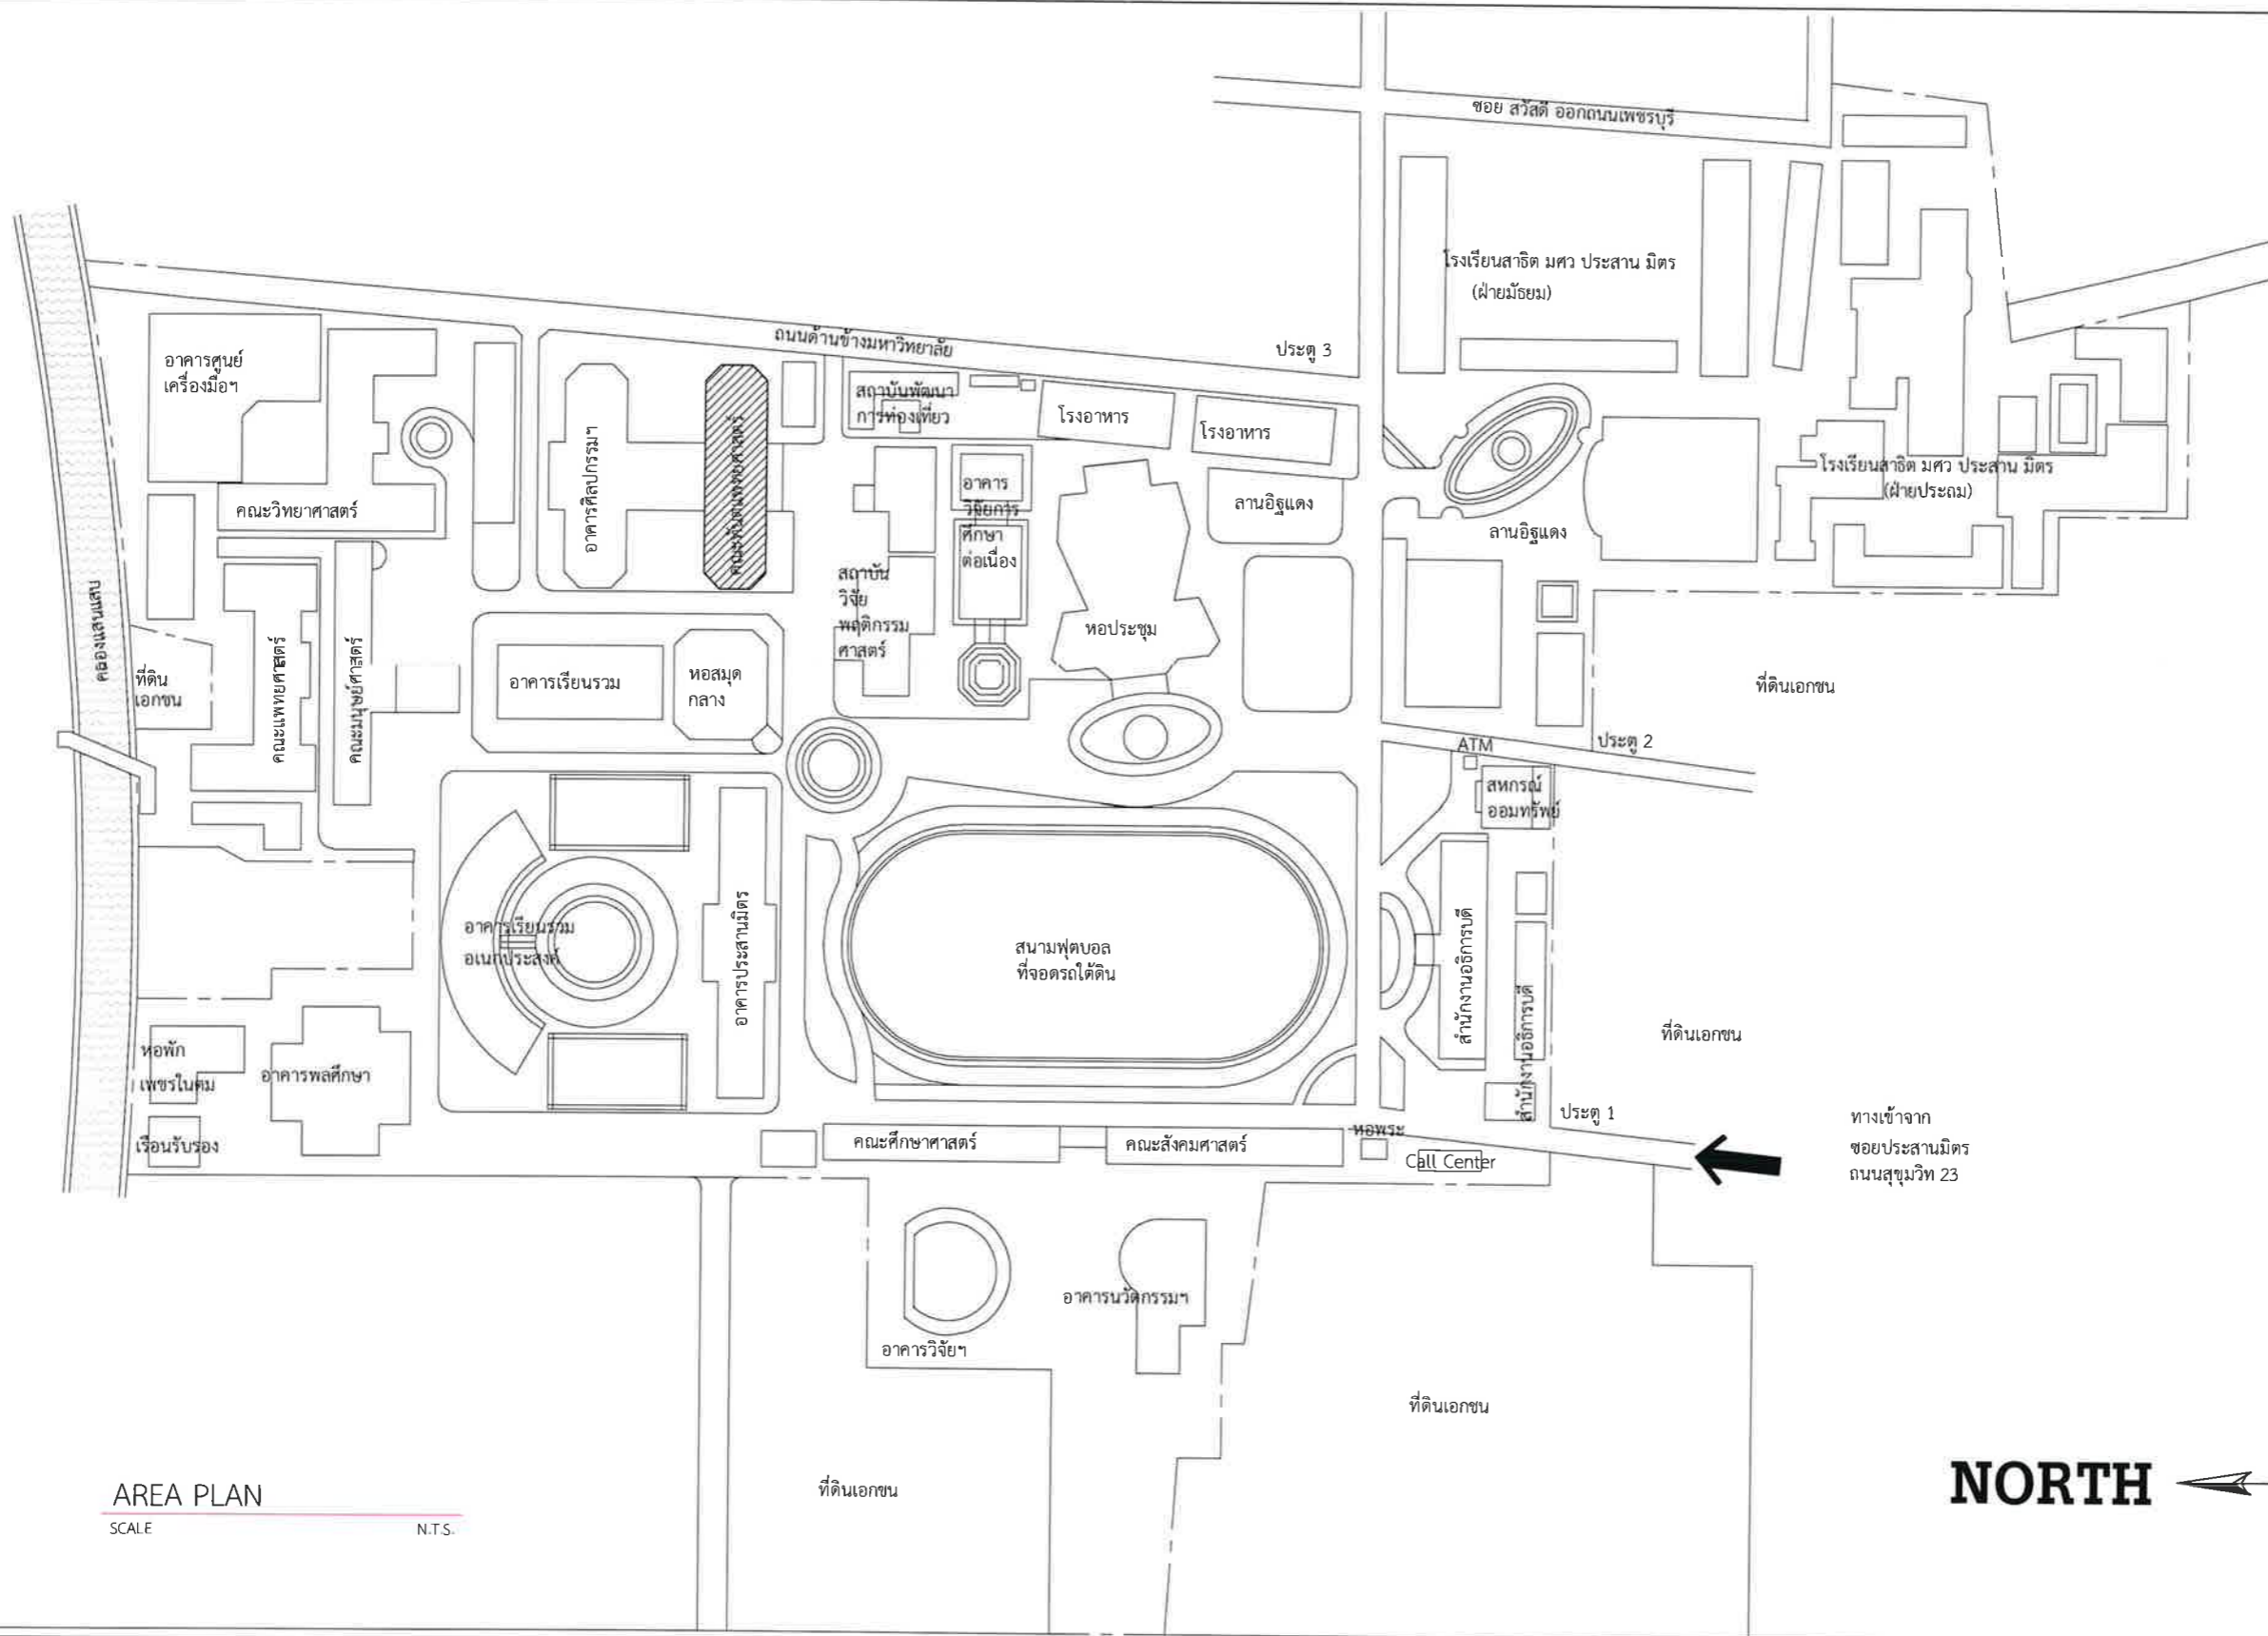 ซอย สวัสดี ออกถนนเพชรบุรี
โรงเรียนสาธิต มศว ประสาน มิตร
(ฝ่ายมัธยม)
ถนนด้านข้างมหาวิทยาลัย
ประตู 3
อาคารศูนย์
เครื่องมือฯ
สถาบันพัฒนา
การท่องเที่ยว
โรงอาหาร
โรงอาหาร
อาคารศิลปกรรมฯ
คณะทันตแพทยศาสตร์
คณะวิทยาศาสตร์
อาคาร
วิจัยการ
ศึกษา
ต่อเนื่อง
ลานอิฐแดง
ลานอิฐแดง
โรงเรียนสาธิต มศว ประสาน มิตร
(ฝ่ายประถม)
สถาบัน
วิจัย
พฤติกรรม
ศาสตร์
หอประชุม
คลองแสนแสบ
ที่ดิน
เอกชน
คณะแพทยศาสตร์
คณะมนุษย์ศาสตร์
อาคารเรียนรวม
หอสมุด
กลาง
ที่ดินเอกชน
ATM
ประตู 2
สหกรณ์
ออมทรัพย์
อาคารเรียนรวม
อเนกประสงค์
อาคารประสานมิตร
สนามฟุตบอล
ที่จอดรถใต้ดิน
สำนักงานอธิการบดี
สำนักงานอธิการบดี
ที่ดินเอกชน
หอพัก
เพชรในตม
อาคารพลศึกษา
เรือนรับรอง
คณะศึกษาศาสตร์
คณะสังคมศาสตร์
หอพระ
Call Center
ประตู 1
ทางเข้าจาก
ซอยประสานมิตร
ถนนสุขุมวิท 23
อาคารนวัตกรรมฯ
อาคารวิจัยฯ
ที่ดินเอกชน
ที่ดินเอกชน
AREA PLAN
SCALE N.T.S.
NORTH